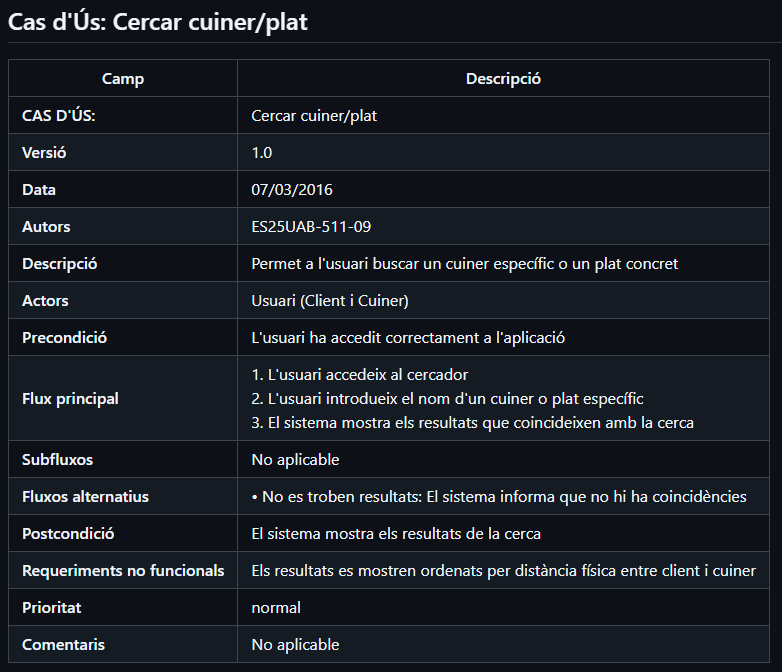 Cas d'Ús: Cercar cuiner/plat
Camp Descripció
CAS D'ÚS: Cercar cuiner/plat
Versió 1.0
Data 07/03/2016
Autors ES25UAB-511-09
Descripció Permet a l'usuari buscar un cuiner específic o un plat concret
Actors Usuari (Client i Cuiner)
Precondició L'usuari ha accedit correctament a l'aplicació
Flux principal
1. L'usuari accedeix al cercador
2. L'usuari introdueix el nom d'un cuiner o plat específic
3. El sistema mostra els resultats que coincideixen amb la cerca
Subfluxos No aplicable
Fluxos alternatius • No es troben resultats: El sistema informa que no hi ha coincidències
Postcondició El sistema mostra els resultats de la cerca
Requeriments no funcionals Els resultats es mostren ordenats per distància física entre client i cuiner
Prioritat normal
Comentaris No aplicable